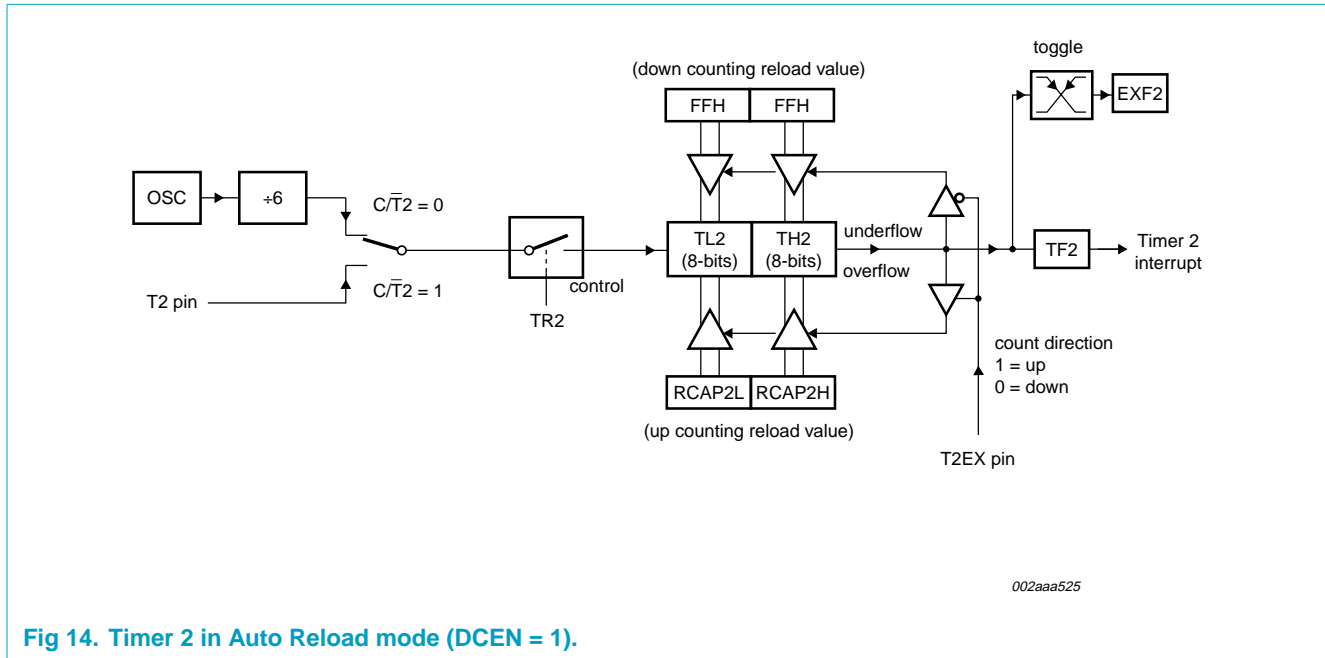 toggle
(down counting reload value)
FFH FFH
EXF2
OSC ÷6
C/T̅2 = 0
TL2 (8-bits)
TH2 (8-bits)
underflow
overflow
TF2
Timer 2 interrupt
control
C/T̅2 = 1
T2 pin
TR2
count direction
1 = up
0 = down
RCAP2L RCAP2H
(up counting reload value)
T2EX pin
002aaa525
Fig 14. Timer 2 in Auto Reload mode (DCEN = 1).